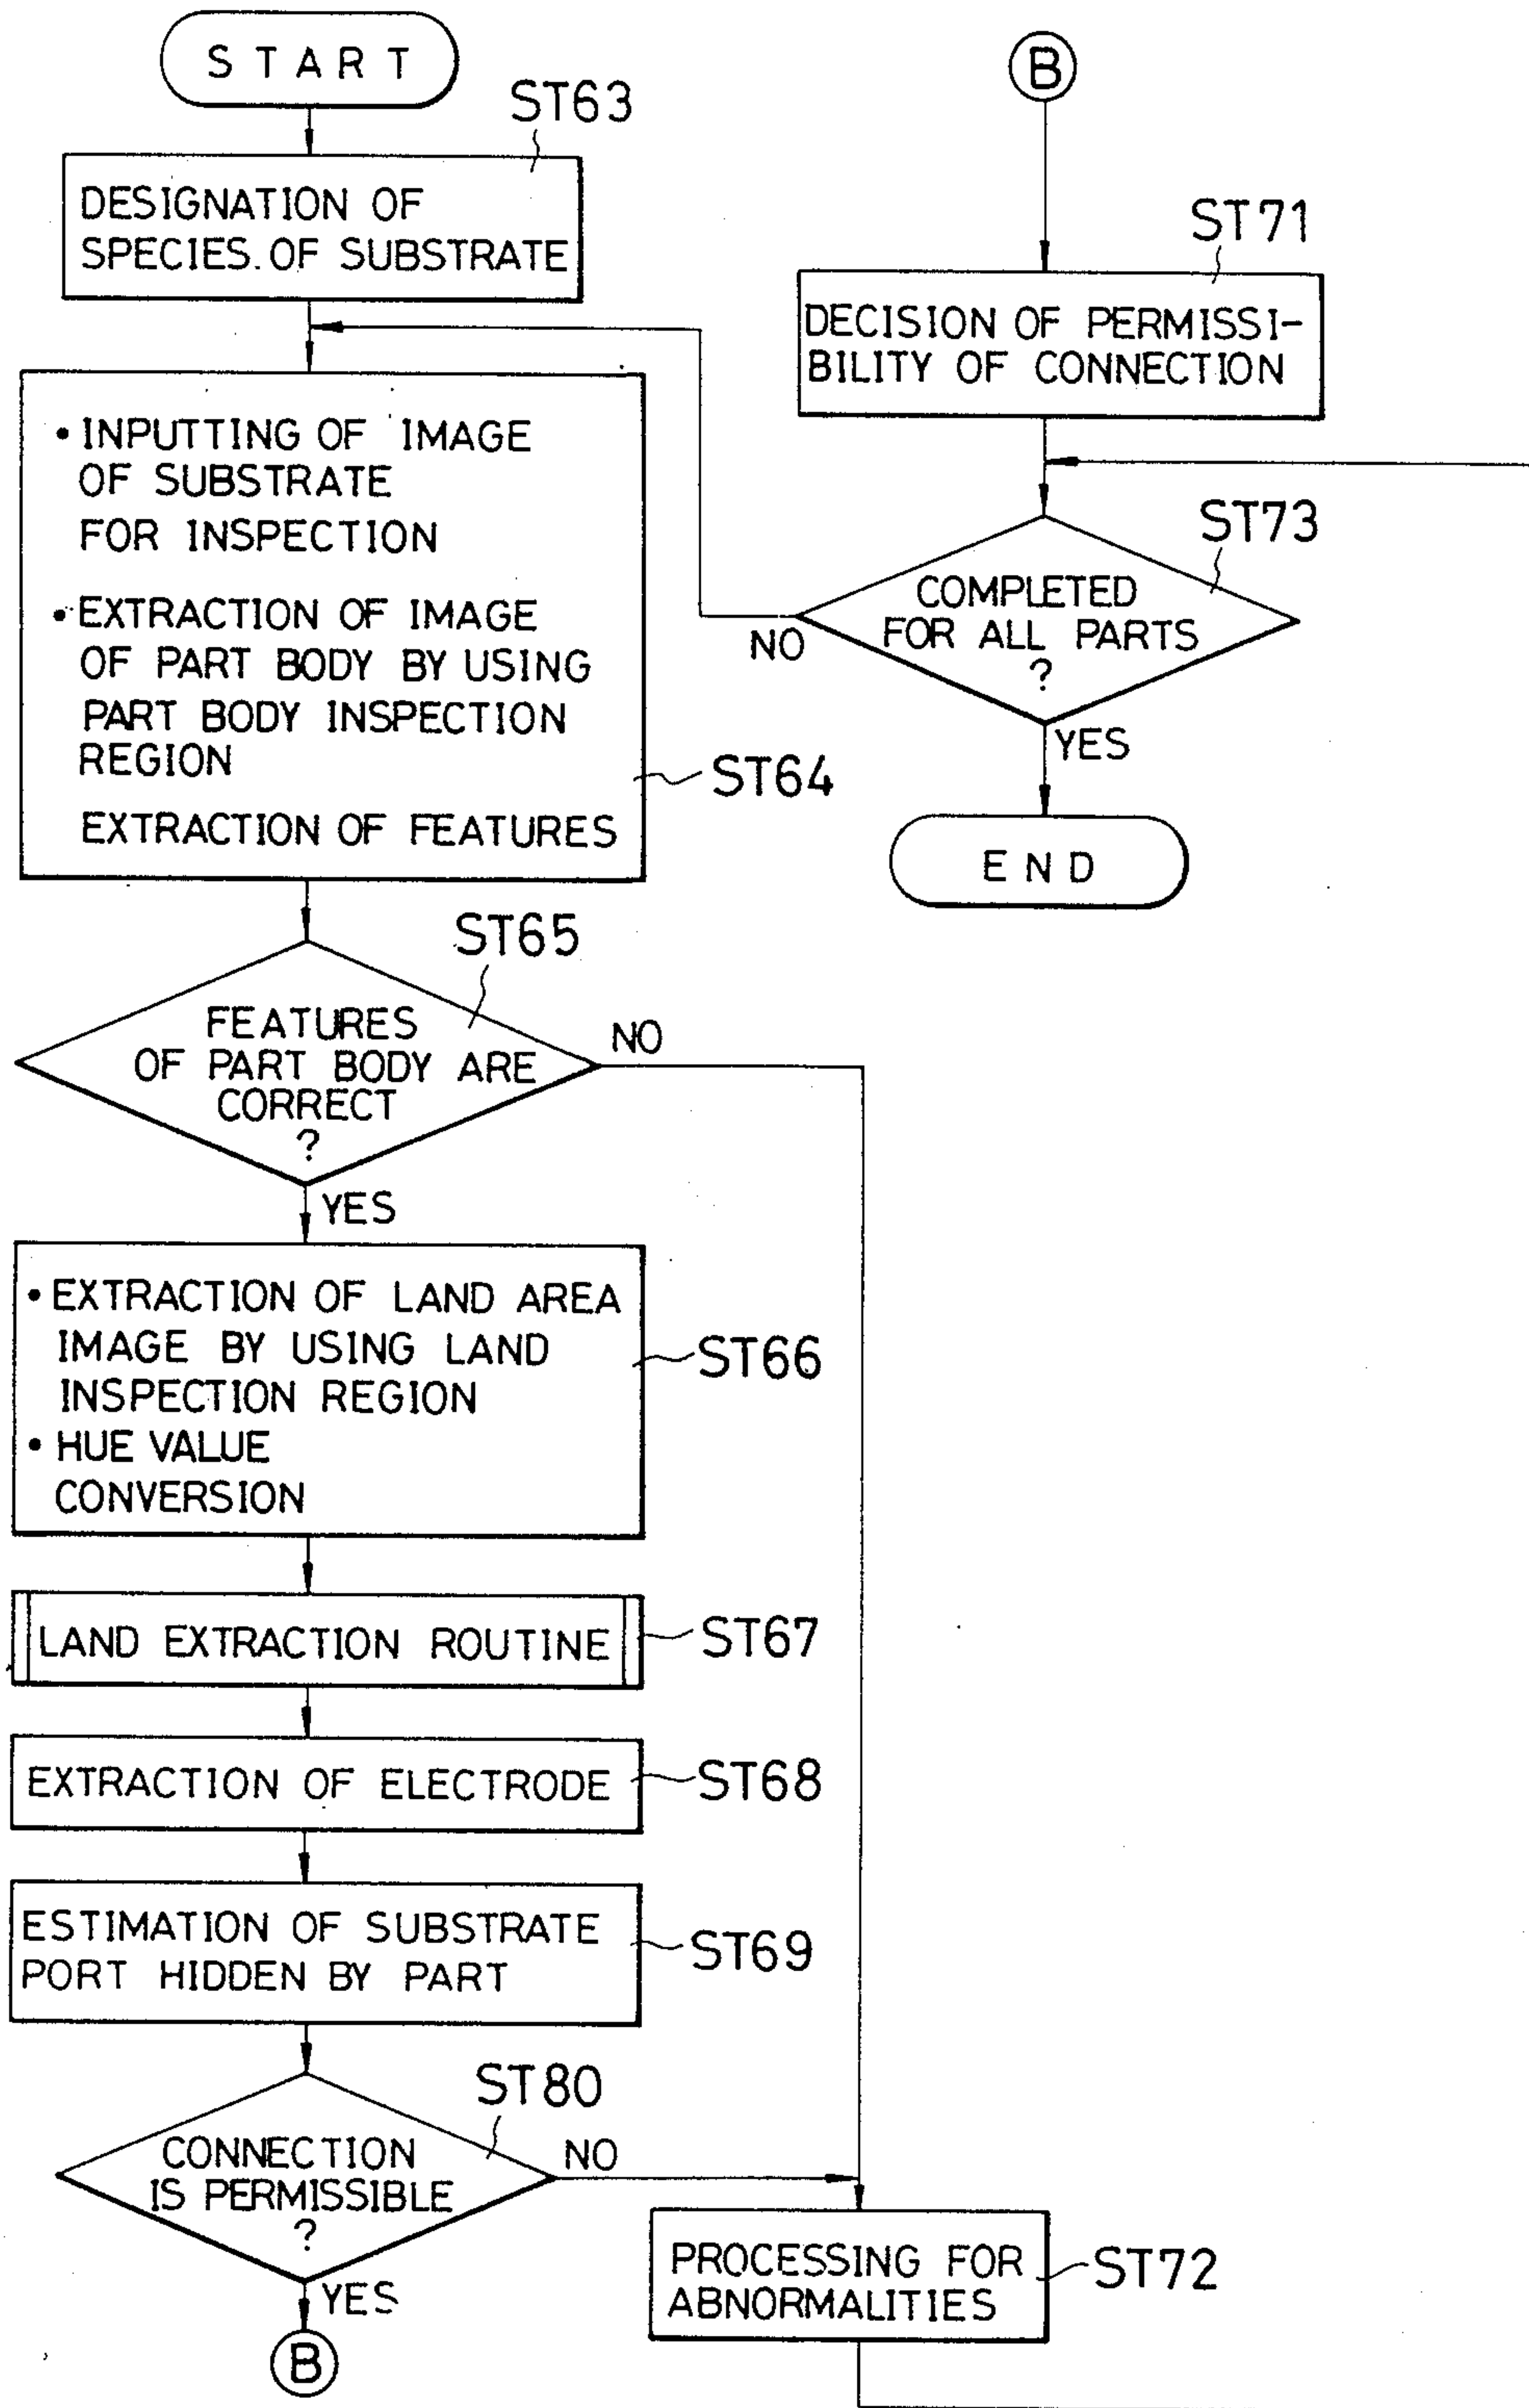 START
ST63
DESIGNATION OF
SPECIES OF SUBSTRATE
• INPUTTING OF IMAGE
OF SUBSTRATE
FOR INSPECTION
• EXTRACTION OF IMAGE
OF PART BODY BY USING
PART BODY INSPECTION
REGION
EXTRACTION OF FEATURES
ST64
ST65
FEATURES
OF PART BODY ARE
CORRECT
?
NO
YES
• EXTRACTION OF LAND AREA
IMAGE BY USING LAND
INSPECTION REGION
• HUE VALUE
CONVERSION
ST66
LAND EXTRACTION ROUTINE
ST67
EXTRACTION OF ELECTRODE
ST68
ESTIMATION OF SUBSTRATE
PORT HIDDEN BY PART
ST69
ST80
CONNECTION
IS PERMISSIBLE
?
NO
YES
B
PROCESSING FOR
ABNORMALITIES
ST72
B
ST71
DECISION OF PERMISSI-
BILITY OF CONNECTION
ST73
COMPLETED
FOR ALL PARTS
?
NO
YES
END